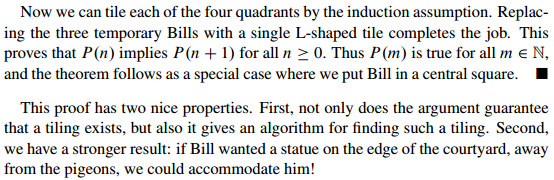 Now we can tile each of the four quadrants by the induction assumption. Replac-
ing the three temporary Bills with a single L-shaped tile completes the job. This
proves that P(n) implies P(n + 1) for all n ≥ 0. Thus P(m) is true for all m ∈ ℕ,
and the theorem follows as a special case where we put Bill in a central square. ■
This proof has two nice properties. First, not only does the argument guarantee
that a tiling exists, but also it gives an algorithm for finding such a tiling. Second,
we have a stronger result: if Bill wanted a statue on the edge of the courtyard, away
from the pigeons, we could accommodate him!